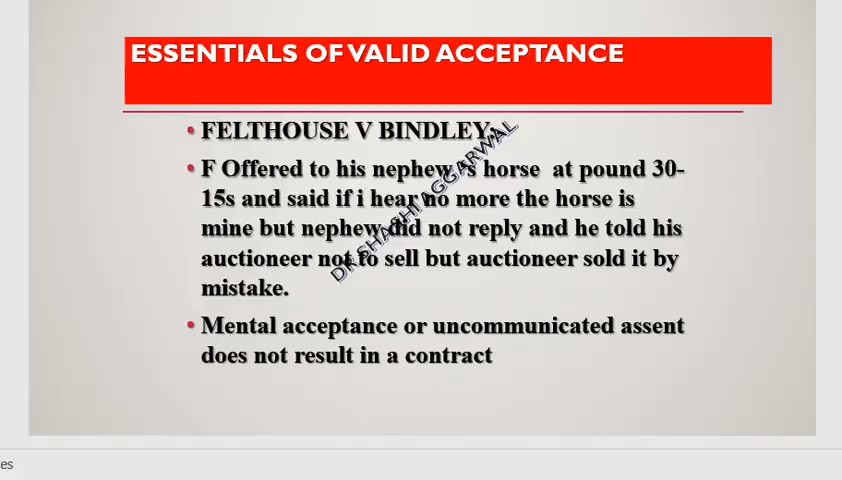 ESSENTIALS OF VALID ACCEPTANCE
• FELTHOUSE V BINDLEY;
• F Offered to his nephew 's horse at pound 30-
15s and said if i hear no more the horse is
mine but nephew did not reply and he told his
auctioneer not to sell but auctioneer sold it by
mistake.
• Mental acceptance or uncommunicated assent
does not result in a contract
DR SHASHI AGGARWAL
es